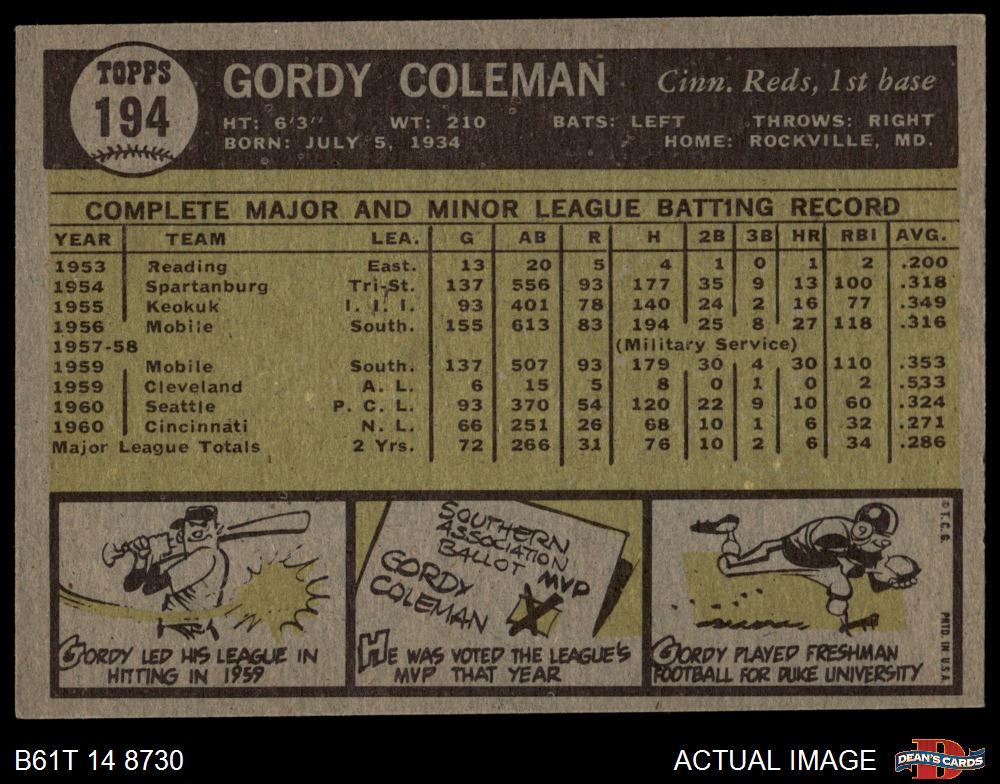 TOPPS
194
GORDY COLEMAN Cinn. Reds, 1st base
HT: 6'3" WT: 210 BATS: LEFT THROWS: RIGHT
BORN: JULY 5, 1934 HOME: ROCKVILLE, MD.
COMPLETE MAJOR AND MINOR LEAGUE BATTING RECORD
YEAR TEAM LEA. G AB R H 2B 3B HR RBI AVG.
1953 Reading East. 13 20 5 4 1 0 1 2 .200
1954 Spartanburg Tri-St. 137 556 93 177 35 9 13 100 .318
1955 Keokuk I. I. I. 93 401 78 140 24 2 16 77 .349
1956 Mobile South. 155 613 83 194 25 8 27 118 .316
1957-58 (Military Service)
1959 Mobile South. 137 507 93 179 30 4 30 110 .353
1959 Cleveland A. L. 6 15 5 8 0 1 0 2 .533
1960 Seattle P. C. L. 93 370 54 120 22 9 10 60 .324
1960 Cincinnati N. L. 66 251 26 68 10 1 6 32 .271
Major League Totals 2 Yrs. 72 266 31 76 10 2 6 34 .286
GORDY LED HIS LEAGUE IN
HITTING IN 1959
SOUTHERN
ASSOCIATION
BALLOT
MVP
GORDY
COLEMAN
HE WAS VOTED THE LEAGUE'S
MVP THAT YEAR
GORDY PLAYED FRESHMAN
FOOTBALL FOR DUKE UNIVERSITY
© T. C. G.
PRTD. IN U.S.A.
B61T 14 8730
ACTUAL IMAGE
DEAN'S CARDS